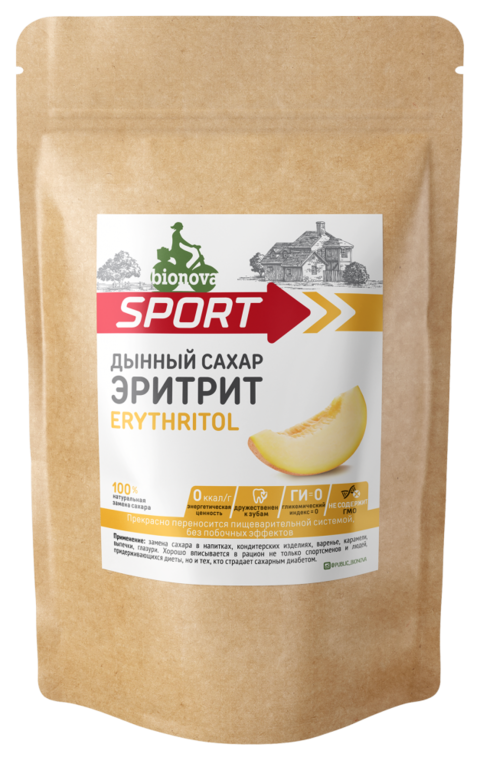 bionova
SPORT
ДЫННЫЙ САХАР
ЭРИТРИТ
ERYTHRITOL
100%
натуральная
замена сахара
0 ккал/г
энергетическая
ценность
дружественен
к зубам
ГИ=0
гликемический
индекс=0
НЕ СОДЕРЖИТ
ГМО
Прекрасно переносится пищеварительной системой,
без побочных эффектов
Применение: замена сахара в напитках, кондитерских изделиях, варенье, карамели,
выпечки, глазури. Хорошо вписывается в рацион не только спортсменов и людей,
придерживающихся диеты, но и тех, кто страдает сахарным диабетом.
@PUBLIC_BIONOVA